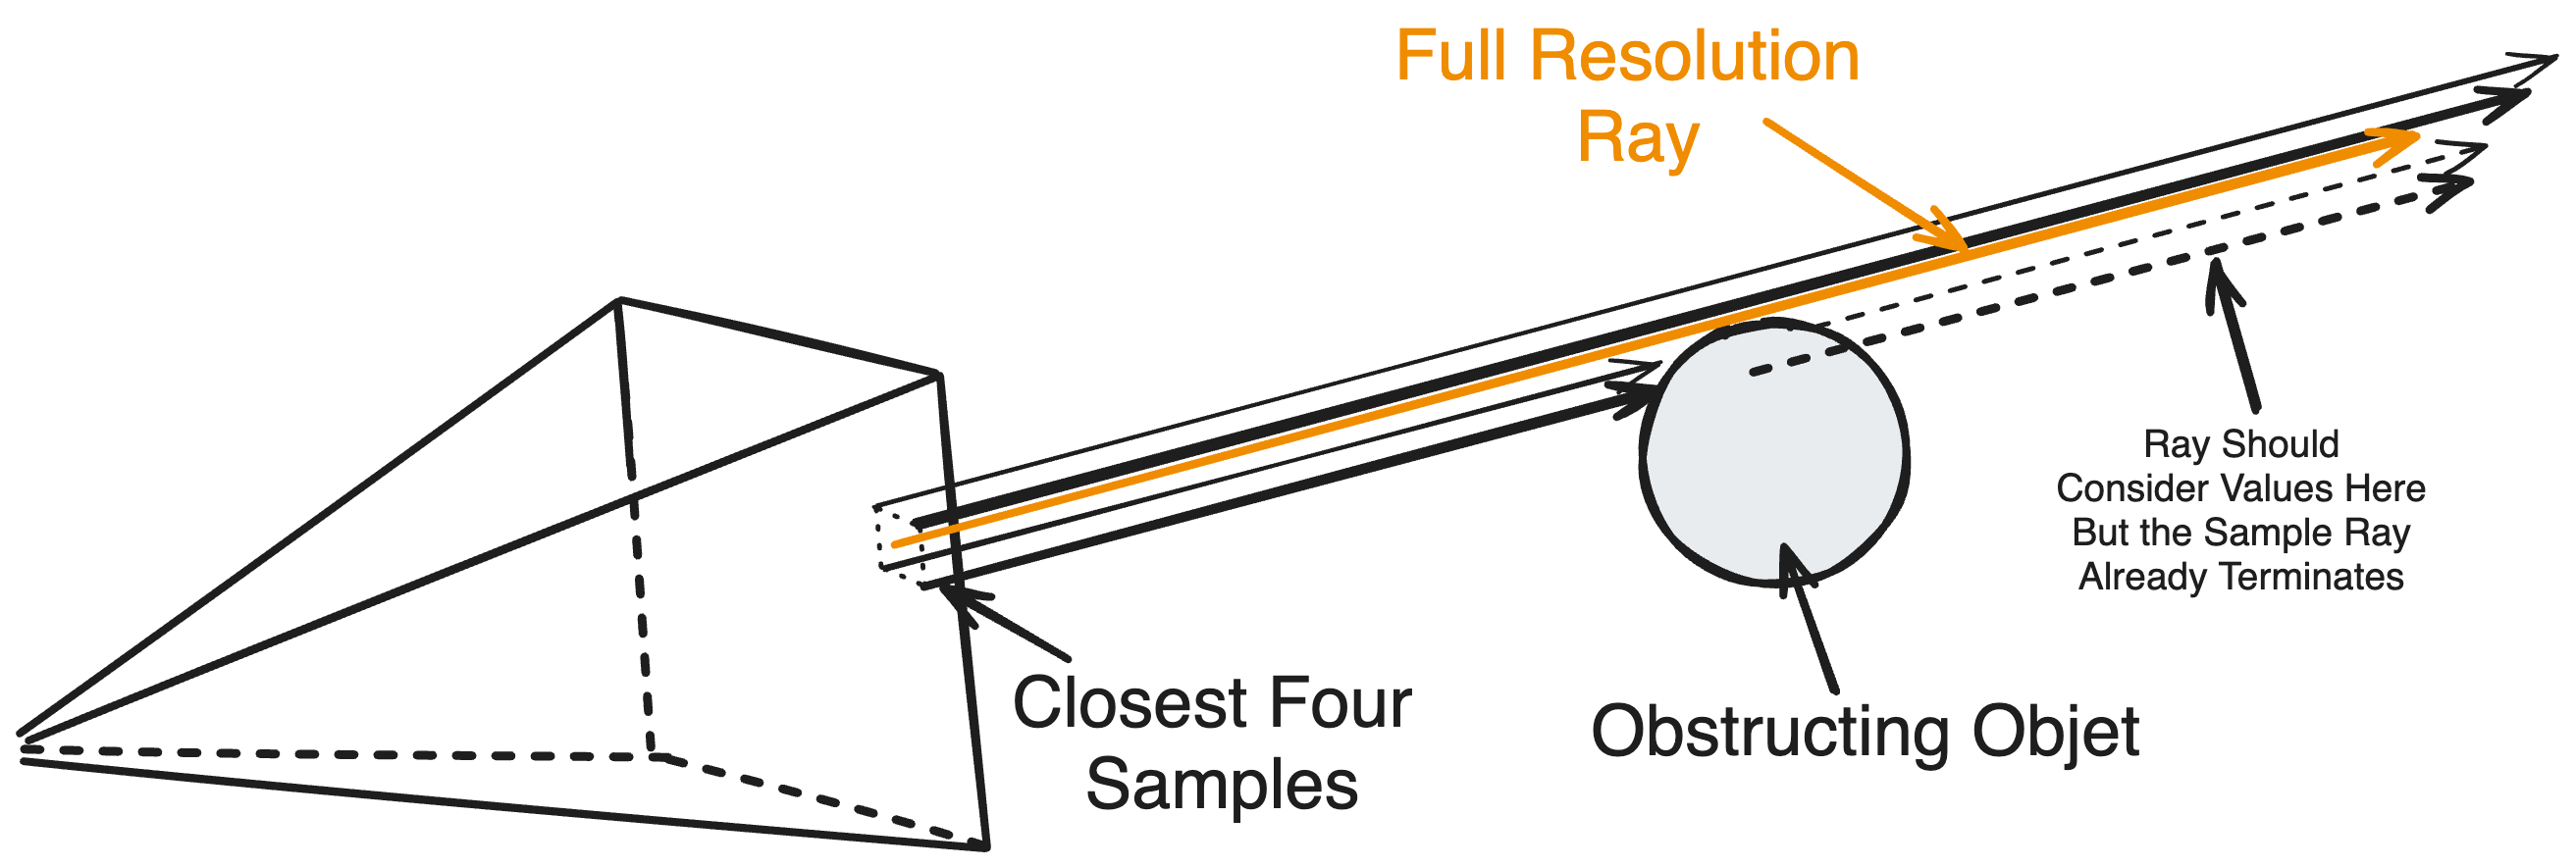 Full Resolution
Ray
Ray Should
Consider Values Here
But the Sample Ray
Already Terminates
Closest Four
Samples
Obstructing Objet